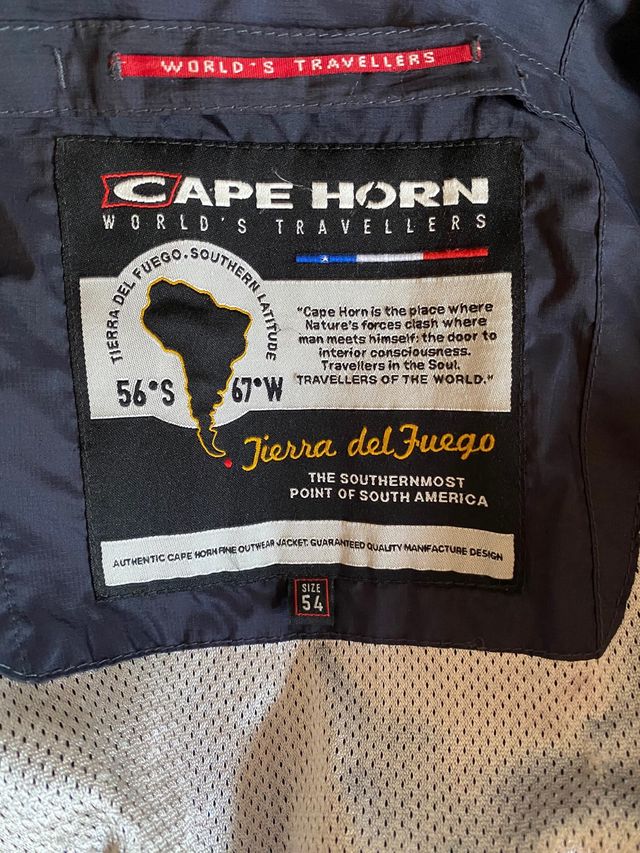 WORLD'S TRAVELLERS
CAPE HORN
WORLD'S TRAVELLERS
TIERRA DEL FUEGO. SOUTHERN LATITUDE
"Cape Horn is the place where
Nature's forces clash where
man meets himself: the door to
interior consciousness.
Travellers in the Soul.
TRAVELLERS OF THE WORLD."
56°S 67°W
Tierra del Fuego
THE SOUTHERNMOST
POINT OF SOUTH AMERICA
AUTHENTIC CAPE HORN FINE OUTWEAR JACKET. GUARANTEED QUALITY MANIFACTURE DESIGN
SIZE
54